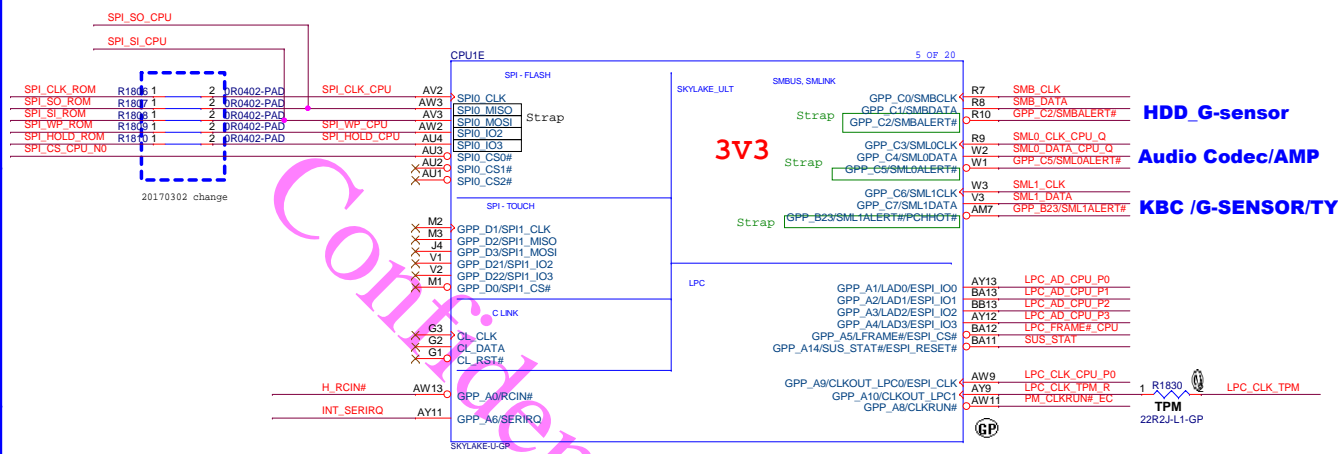 SPI_SO_CPU
SPI_SI_CPU
CPU1E
5 OF 20
SPI - FLASH
SKYLAKE_ULT
SMBUS, SMLINK
SPI_CLK_ROM R1806 1 2 0R0402-PAD SPI_CLK_CPU AV2 SPI0_CLK
SPI_SO_ROM R1807 1 2 0R0402-PAD AW3 SPI0_MISO
SPI_SI_ROM R1808 1 2 0R0402-PAD AV3 SPI0_MOSI
Strap
SPI_WP_ROM R1809 1 2 0R0402-PAD SPI_WP_CPU AW2 SPI0_IO2
SPI_HOLD_ROM R1810 1 2 0R0402-PAD SPI_HOLD_CPU AU4 SPI0_IO3
SPI_CS_CPU_N0 AU3 SPI0_CS0#
AU2 SPI0_CS1#
AU1 SPI0_CS2#
20170302 change
GPP_C0/SMBCLK R7 SMB_CLK
GPP_C1/SMBDATA R8 SMB_DATA
Strap GPP_C2/SMBALERT# R10 GPP_C2/SMBALERT#
HDD_G-sensor
3V3
GPP_C3/SML0CLK R9 SML0_CLK_CPU_Q
GPP_C4/SML0DATA W2 SML0_DATA_CPU_Q
Strap GPP_C5/SML0ALERT# W1 GPP_C5/SML0ALERT#
Audio Codec/AMP
GPP_C6/SML1CLK W3 SML1_CLK
GPP_C7/SML1DATA V3 SML1_DATA
Strap GPP_B23/SML1ALERT#/PCHHOT# AM7 GPP_B23/SML1ALERT#
KBC /G-SENSOR/TY
SPI - TOUCH
M2 GPP_D1/SPI1_CLK
M3 GPP_D2/SPI1_MISO
J4 GPP_D3/SPI1_MOSI
V1 GPP_D21/SPI1_IO2
V2 GPP_D22/SPI1_IO3
M1 GPP_D0/SPI1_CS#
C LINK
G3 CL_CLK
G2 CL_DATA
G1 CL_RST#
H_RCIN# AW13 GPP_A0/RCIN#
INT_SERIRQ AY11 GPP_A6/SERIRQ
LPC
GPP_A1/LAD0/ESPI_IO0 AY13 LPC_AD_CPU_P0
GPP_A2/LAD1/ESPI_IO1 BA13 LPC_AD_CPU_P1
GPP_A3/LAD2/ESPI_IO2 BB13 LPC_AD_CPU_P2
GPP_A4/LAD3/ESPI_IO3 AY12 LPC_AD_CPU_P3
GPP_A5/LFRAME#/ESPI_CS# BA12 LPC_FRAME#_CPU
GPP_A14/SUS_STAT#/ESPI_RESET# BA11 SUS_STAT
GPP_A9/CLKOUT_LPC0/ESPI_CLK AW9 LPC_CLK_CPU_P0
GPP_A10/CLKOUT_LPC1 AY9 LPC_CLK_TPM_R 1 R1830 2 LPC_CLK_TPM
GPP_A8/CLKRUN# AW11 PM_CLKRUN#_EC
TPM
22R2J-L1-GP
GP
SKYLAKE-U-GP
Confiden